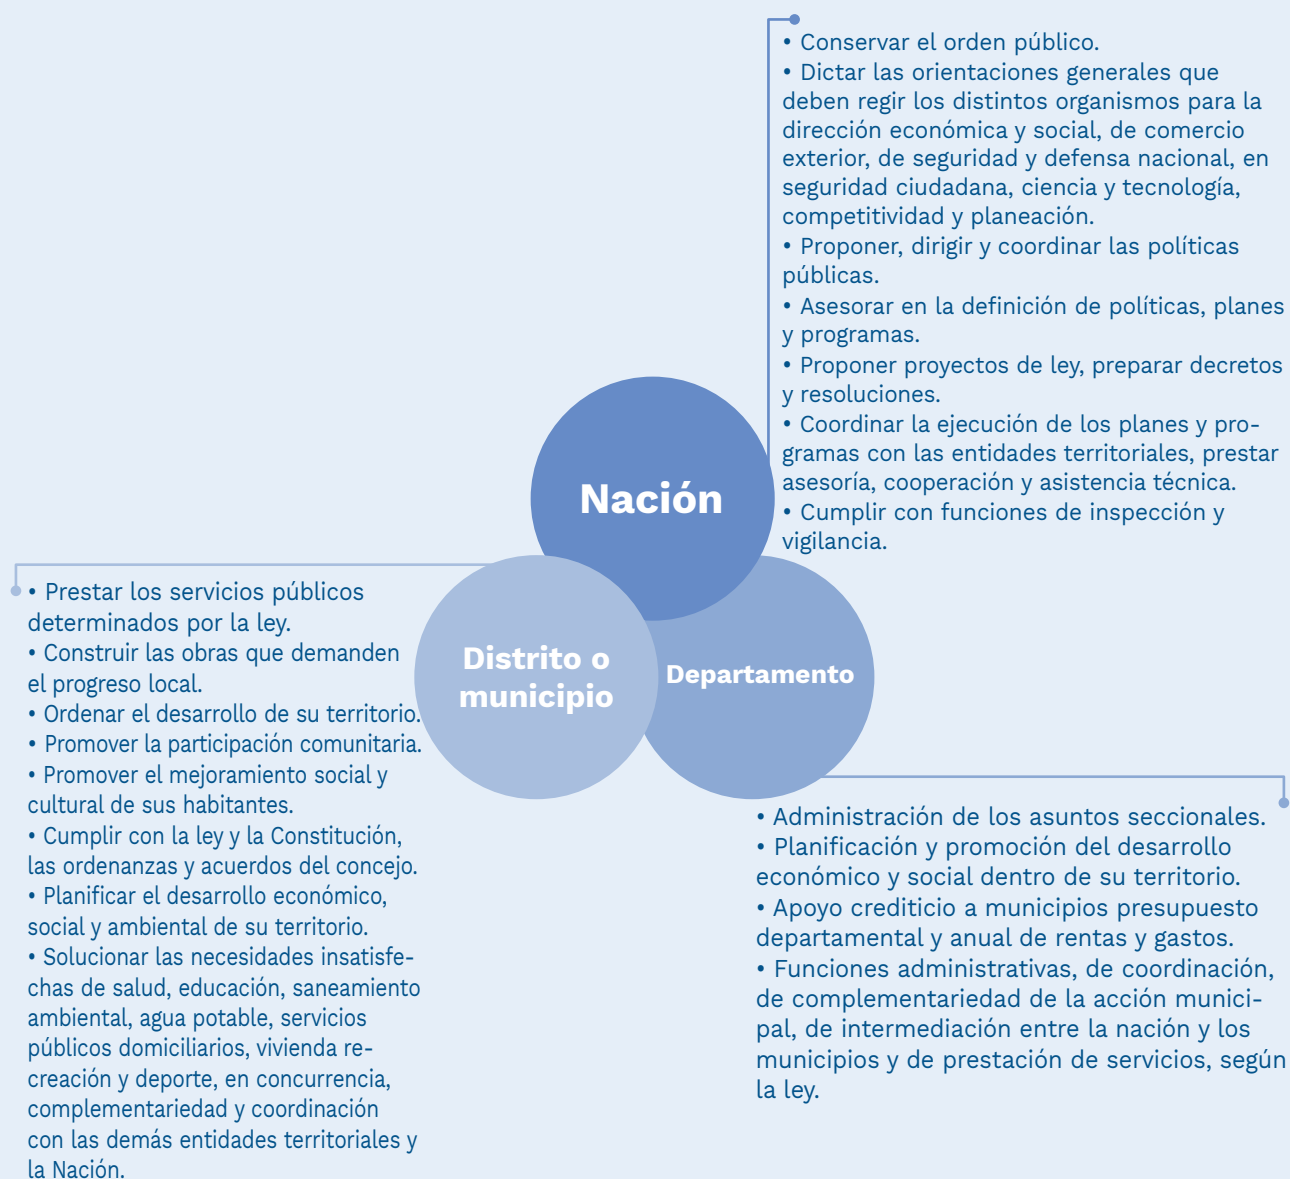 • Conservar el orden público.
• Dictar las orientaciones generales que
deben regir los distintos organismos para la
dirección económica y social, de comercio
exterior, de seguridad y defensa nacional, en
seguridad ciudadana, ciencia y tecnología,
competitividad y planeación.
• Proponer, dirigir y coordinar las políticas
públicas.
• Asesorar en la definición de políticas, planes
y programas.
• Proponer proyectos de ley, preparar decretos
y resoluciones.
• Coordinar la ejecución de los planes y pro-
gramas con las entidades territoriales, prestar
asesoría, cooperación y asistencia técnica.
• Cumplir con funciones de inspección y
vigilancia.
Nación
Distrito o
municipio
Departamento
• Prestar los servicios públicos
determinados por la ley.
• Construir las obras que demanden
el progreso local.
• Ordenar el desarrollo de su territorio.
• Promover la participación comunitaria.
• Promover el mejoramiento social y
cultural de sus habitantes.
• Cumplir con la ley y la Constitución,
las ordenanzas y acuerdos del concejo.
• Planificar el desarrollo económico,
social y ambiental de su territorio.
• Solucionar las necesidades insatisfe-
chas de salud, educación, saneamiento
ambiental, agua potable, servicios
públicos domiciliarios, vivienda re-
creación y deporte, en concurrencia,
complementariedad y coordinación
con las demás entidades territoriales y
la Nación.
• Administración de los asuntos seccionales.
• Planificación y promoción del desarrollo
económico y social dentro de su territorio.
• Apoyo crediticio a municipios presupuesto
departamental y anual de rentas y gastos.
• Funciones administrativas, de coordinación,
de complementariedad de la acción munici-
pal, de intermediación entre la nación y los
municipios y de prestación de servicios, según
la ley.